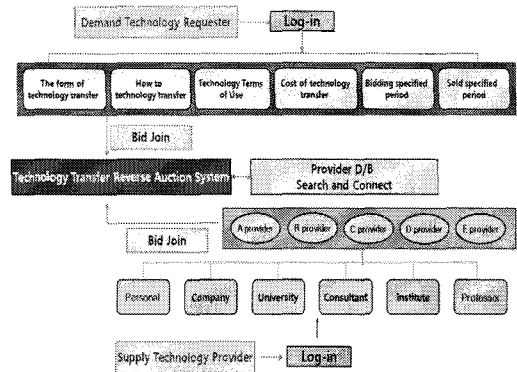 Demand Technology Requester
Log-in
The form of
technology transfer
How to
technology transfer
Technology Terms
of Use
Cost of technology
transfer
Bidding specified
period
Sold specified
period
Bid Join
Technology Transfer Reverse Auction System
Provider D/B
Search and Connect
Bid Join
A provider
B provider
C provider
D provider
E provider
Personal
Company
University
Consultant
Institute
Professor
Supply Technology Provider
Log-in